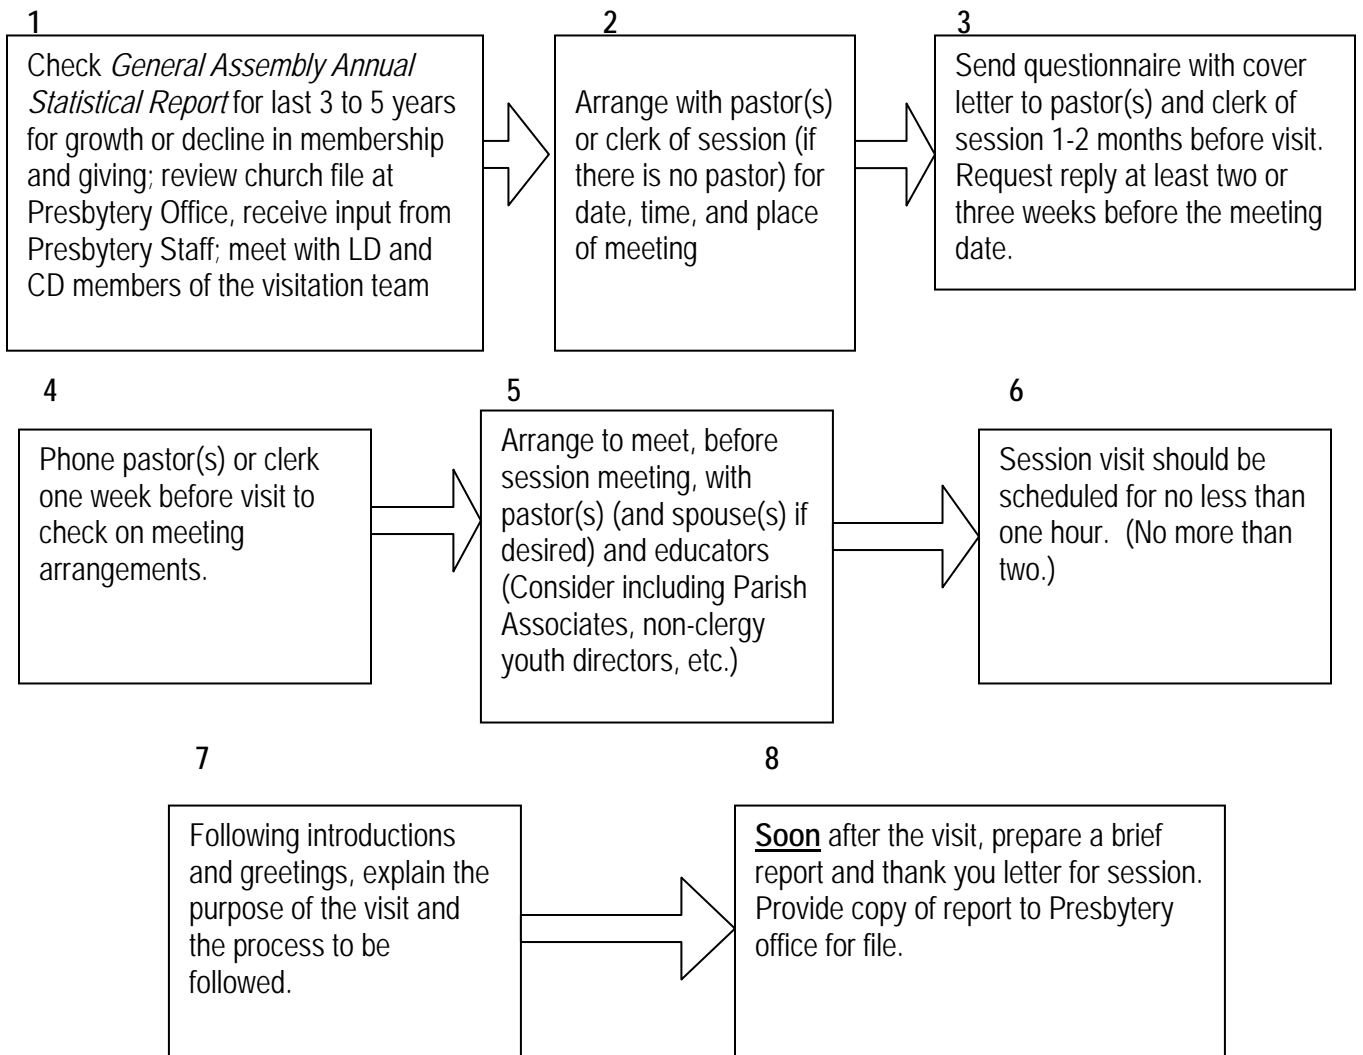 1
Check General Assembly Annual
Statistical Report for last 3 to 5 years
for growth or decline in membership
and giving; review church file at
Presbytery Office, receive input from
Presbytery Staff; meet with LD and
CD members of the visitation team
2
Arrange with pastor(s)
or clerk of session (if
there is no pastor) for
date, time, and place
of meeting
3
Send questionnaire with cover
letter to pastor(s) and clerk of
session 1-2 months before visit.
Request reply at least two or
three weeks before the meeting
date.
4
Phone pastor(s) or clerk
one week before visit to
check on meeting
arrangements.
5
Arrange to meet, before
session meeting, with
pastor(s) (and spouse(s) if
desired) and educators
(Consider including Parish
Associates, non-clergy
youth directors, etc.)
6
Session visit should be
scheduled for no less than
one hour.  (No more than
two.)
7
Following introductions
and greetings, explain the
purpose of the visit and
the process to be
followed.
8
Soon after the visit, prepare a brief
report and thank you letter for session.
Provide copy of report to Presbytery
office for file.